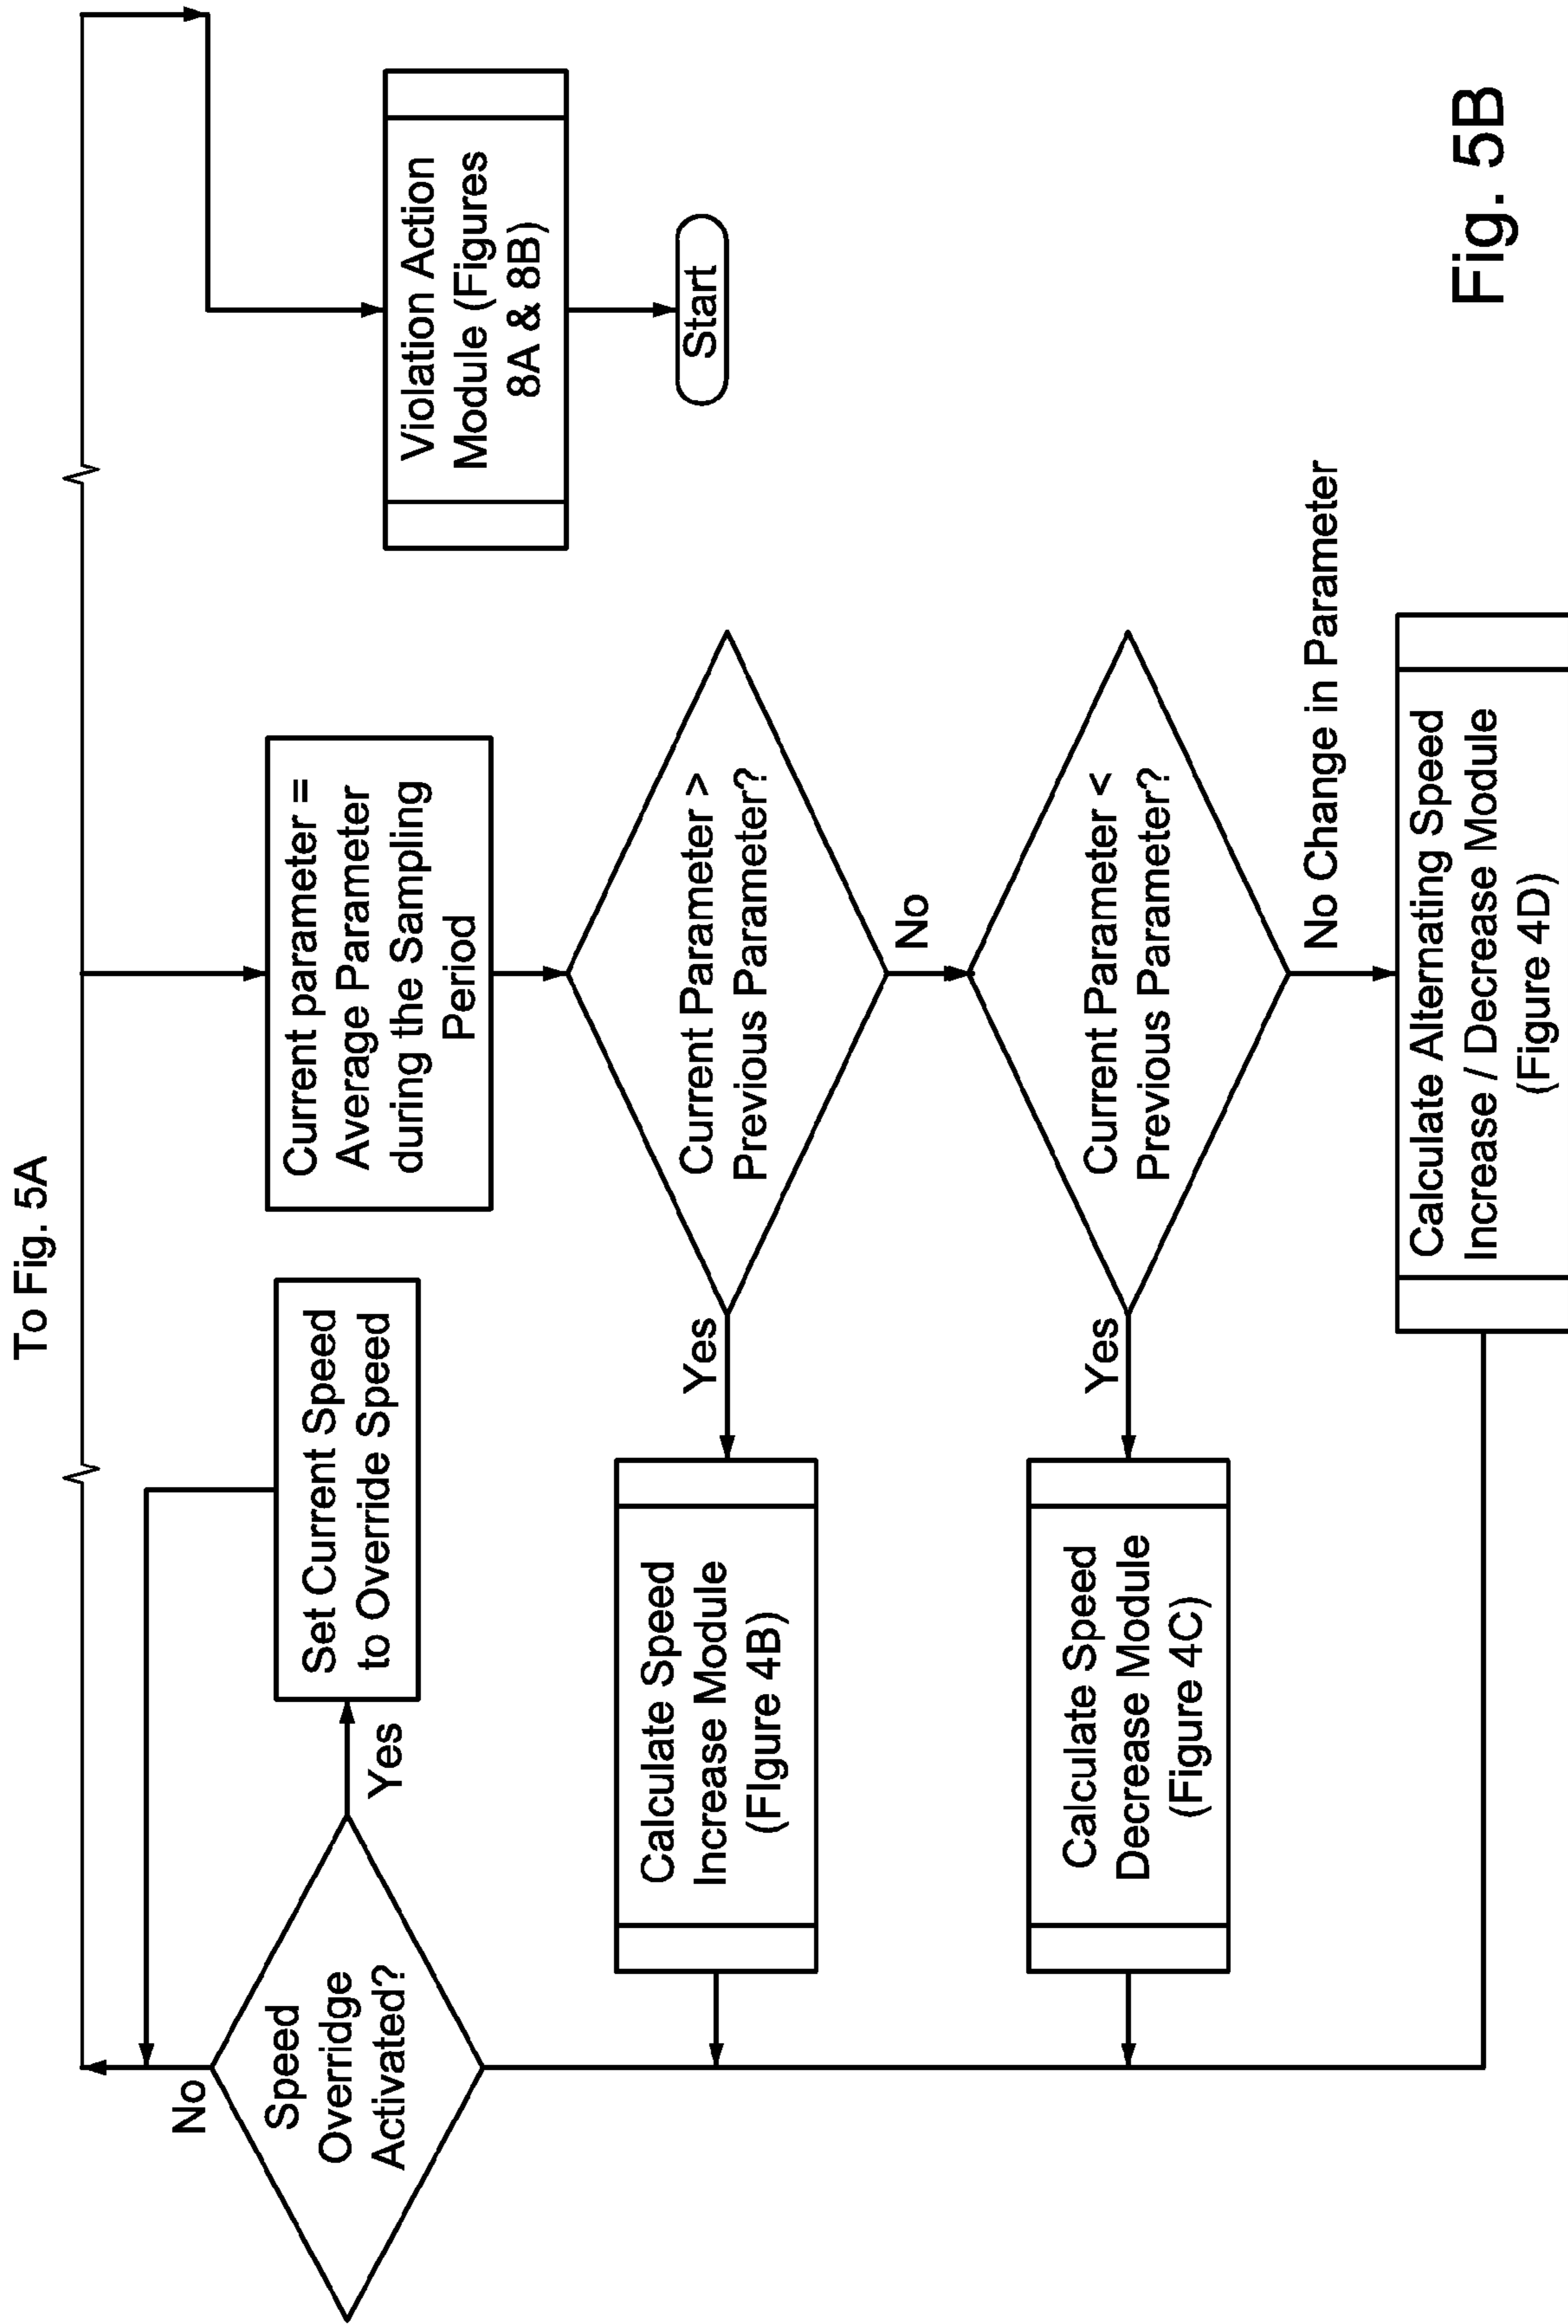 To Fig. 5A
Speed
Overridge
Activated?
No
Yes
Set Current Speed
to Override Speed
Current parameter =
Average Parameter
during the Sampling
Period
Violation Action
Module (Figures
8A & 8B)
Start
Current Parameter >
Previous Parameter?
Yes
No
Calculate Speed
Increase Module
(FIgure 4B)
Current Parameter <
Previous Parameter?
Yes
No Change in Parameter
Calculate Speed
Decrease Module
(Figure 4C)
Calculate Alternating Speed
Increase / Decrease Module
(Figure 4D)
Fig. 5B